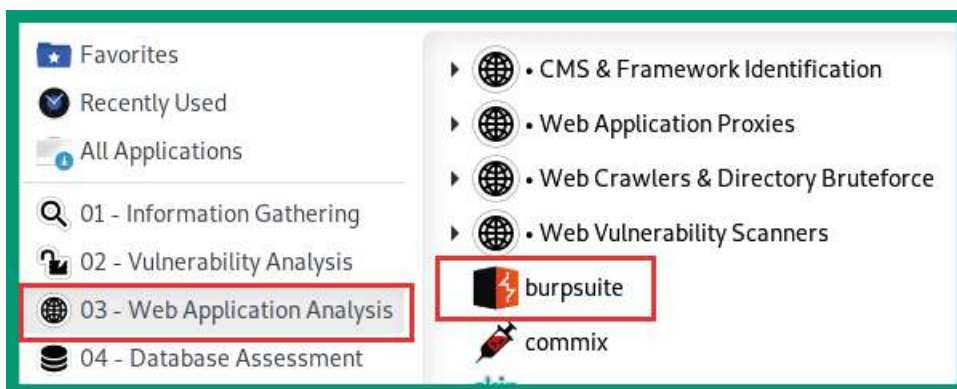 Favorites
Recently Used
All Applications
01 - Information Gathering
02 - Vulnerability Analysis
03 - Web Application Analysis
04 - Database Assessment
• CMS & Framework Identification
• Web Application Proxies
• Web Crawlers & Directory Bruteforce
• Web Vulnerability Scanners
burpsuite
commix